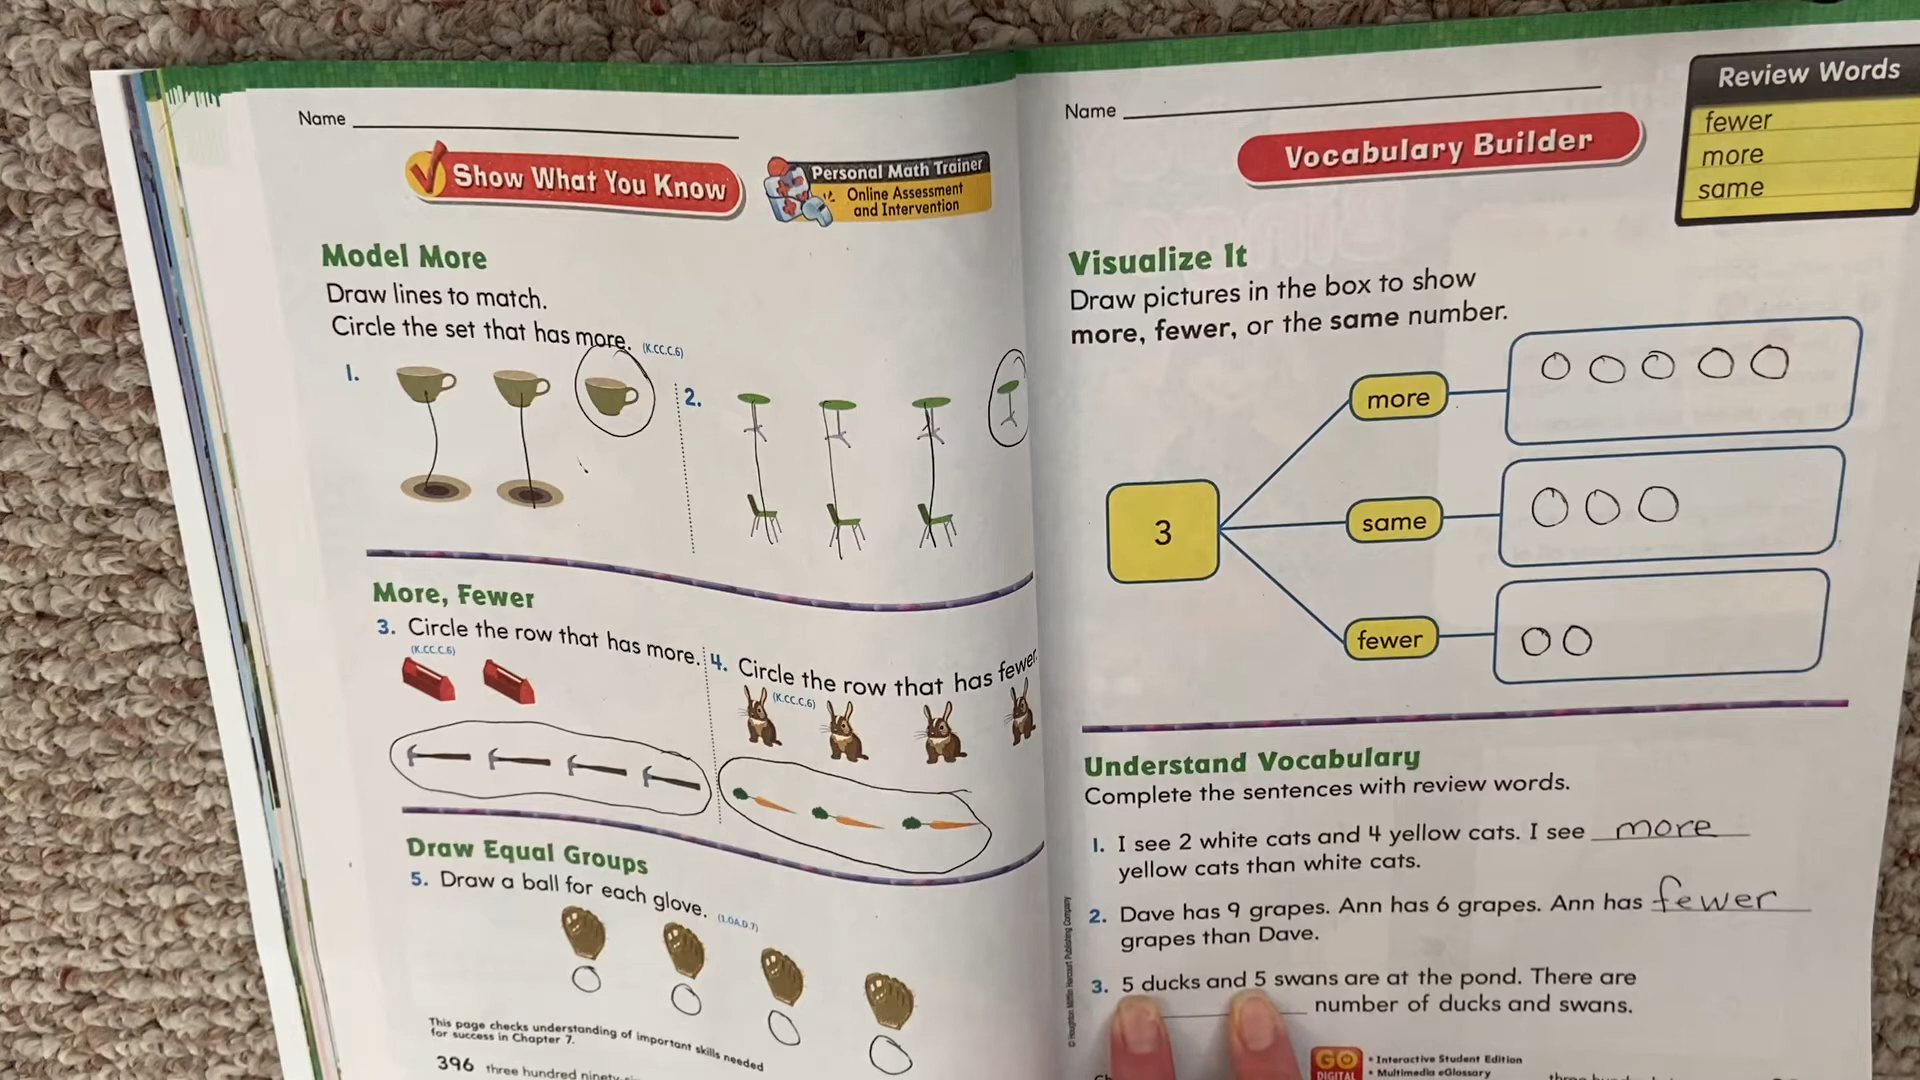 Name
Show What You Know
Personal Math Trainer
Online Assessment
and Intervention
Model More
Draw lines to match.
Circle the set that has more. (K.CC.C.6)
1.
2.
More, Fewer
3. Circle the row that has more.
(K.CC.C.6)
4. Circle the row that has fewer.
(K.CC.C.6)
Draw Equal Groups
5. Draw a ball for each glove. (1.OA.D.7)
This page checks understanding of important skills needed
for success in Chapter 7.
396 three hundred
Name
Vocabulary Builder
Review Words
fewer
more
same
Visualize It
Draw pictures in the box to show
more, fewer, or the same number.
more
3
same
fewer
Understand Vocabulary
Complete the sentences with review words.
1. I see 2 white cats and 4 yellow cats. I see more
yellow cats than white cats.
2. Dave has 9 grapes. Ann has 6 grapes. Ann has fewer
grapes than Dave.
3. 5 ducks and 5 swans are at the pond. There are
number of ducks and swans.
© Houghton Mifflin Harcourt Publishing Company
GO
DIGITAL
• Interactive Student Edition
• Multimedia eGlossary